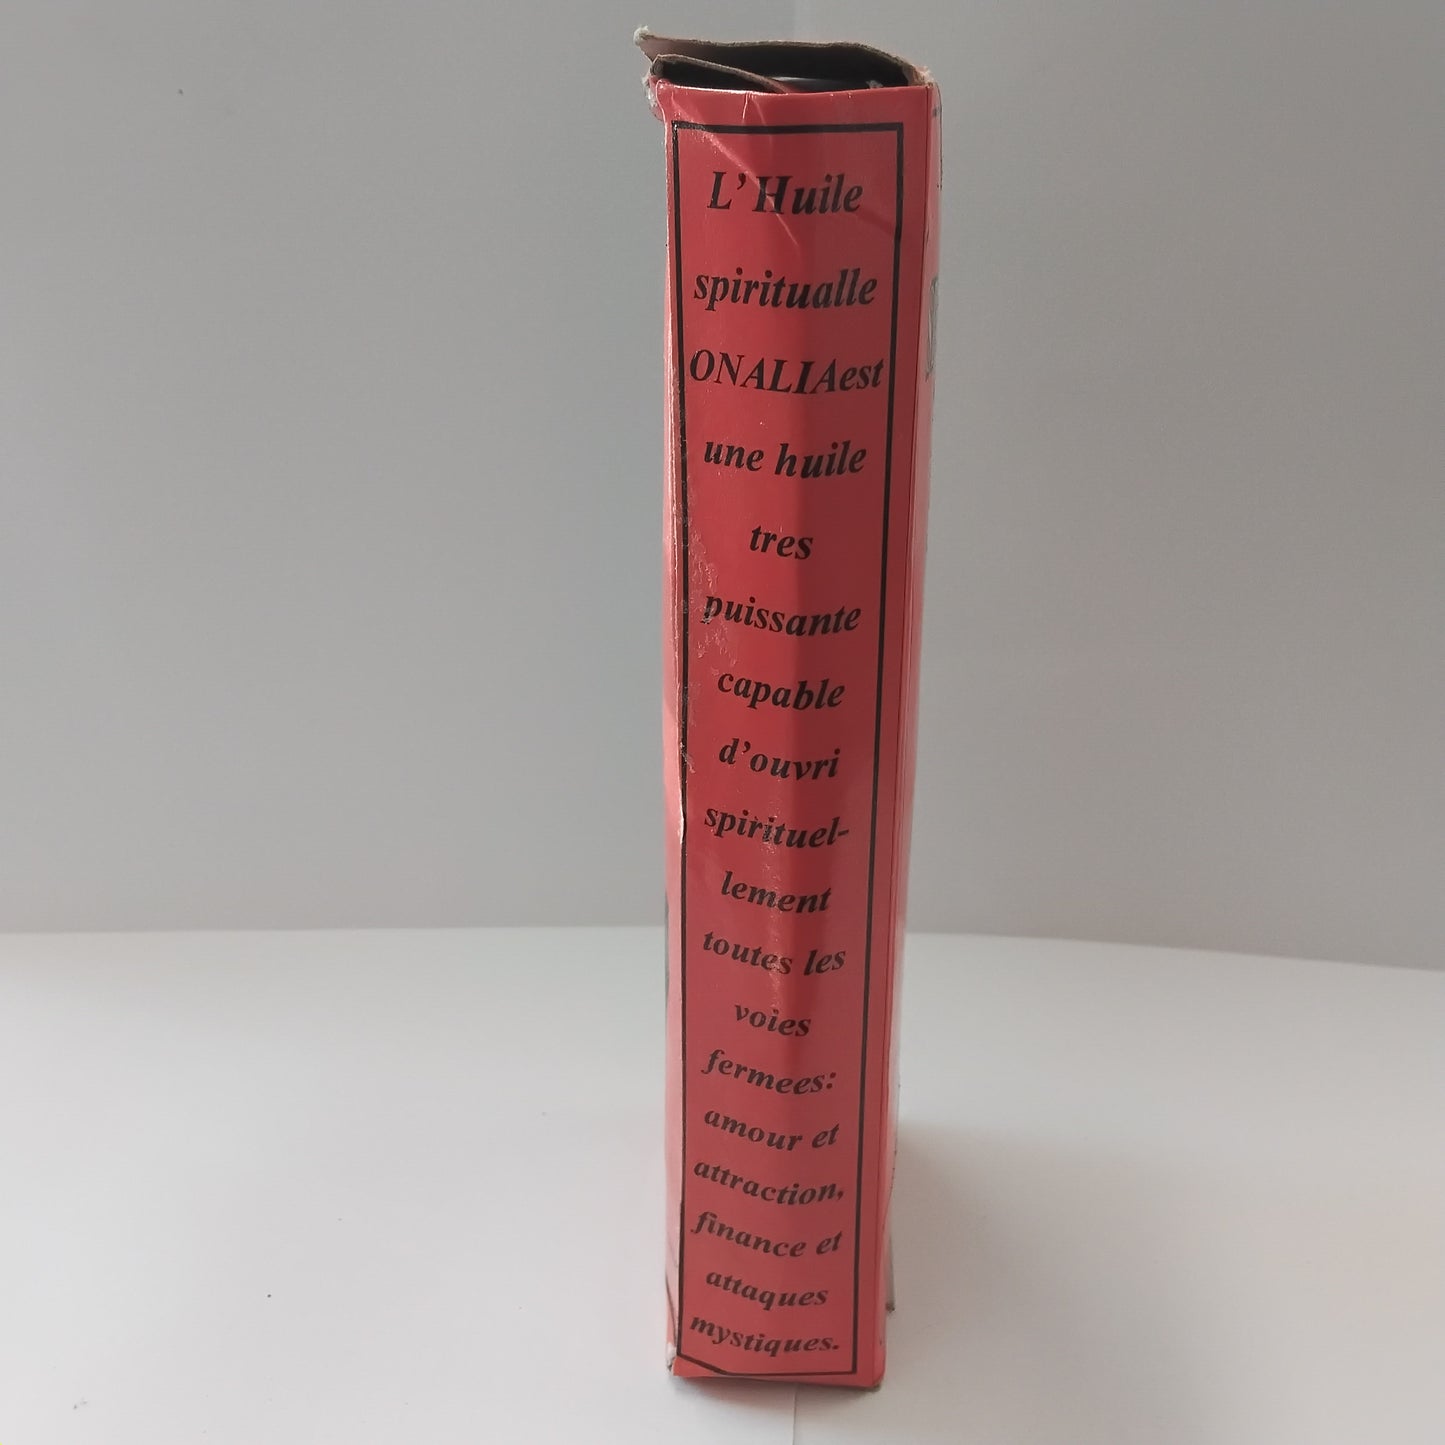 L'Huile
spiritualle
ONALIAest
une huile
tres
puissante
capable
d'ouvri
spirituel-
lement
toutes les
voies
fermees:
amour et
attraction,
finance et
attaques
mystiques.